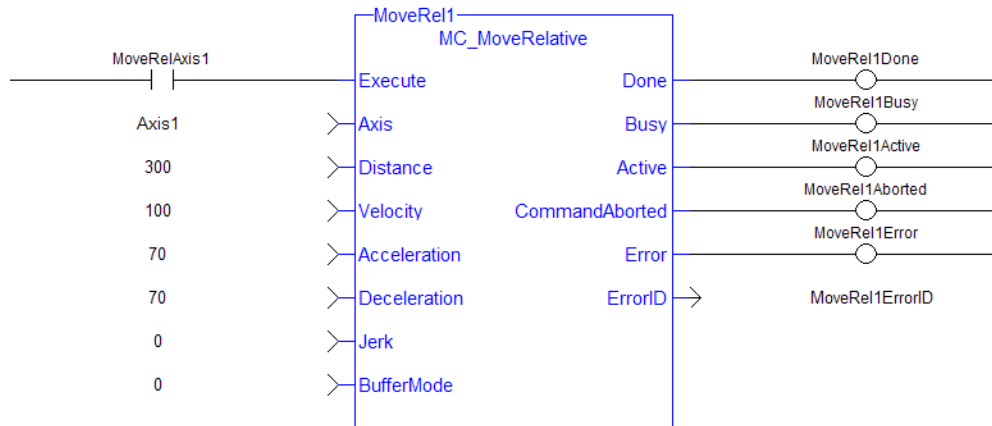 MoveRel1
MC_MoveRelative
MoveRelAxis1
Execute
Done
MoveRel1Done
Axis1
Axis
Busy
MoveRel1Busy
300
Distance
Active
MoveRel1Active
100
Velocity
CommandAborted
MoveRel1Aborted
70
Acceleration
Error
MoveRel1Error
70
Deceleration
ErrorID
MoveRel1ErrorID
0
Jerk
0
BufferMode